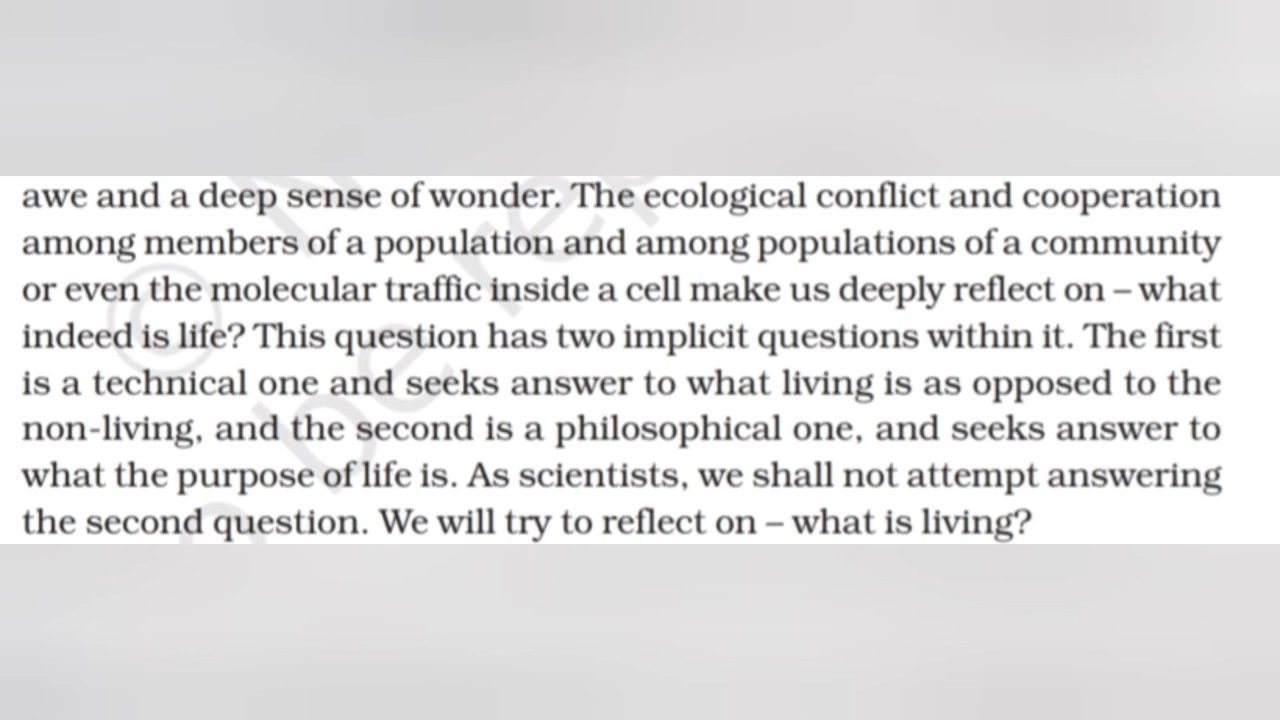 awe and a deep sense of wonder. The ecological conflict and cooperation
among members of a population and among populations of a community
or even the molecular traffic inside a cell make us deeply reflect on – what
indeed is life? This question has two implicit questions within it. The first
is a technical one and seeks answer to what living is as opposed to the
non-living, and the second is a philosophical one, and seeks answer to
what the purpose of life is. As scientists, we shall not attempt answering
the second question. We will try to reflect on – what is living?